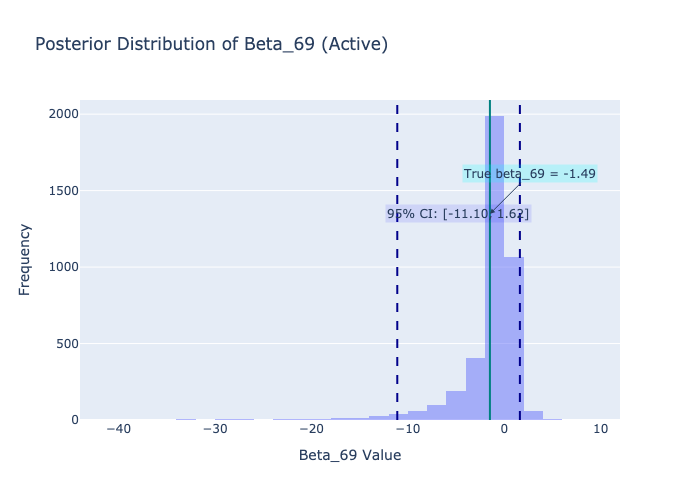 Posterior Distribution of Beta_69 (Active)
2000
True beta_69 = -1.49
1500
95% CI: [-11.10, 1.62]
Frequency
1000
500
0
−40
−30
−20
−10
0
10
Beta_69 Value